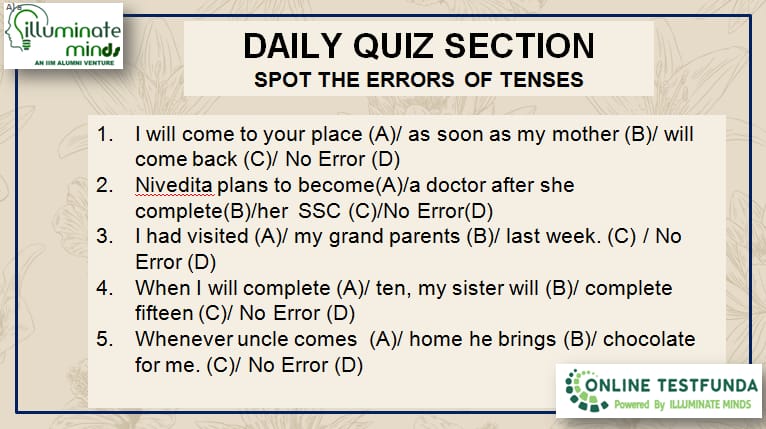 A) a
illuminate
minds
AN IIM ALUMNI VENTURE
DAILY QUIZ SECTION
SPOT THE ERRORS OF TENSES
1. I will come to your place (A)/ as soon as my mother (B)/ will
come back (C)/ No Error (D)
2. Nivedita plans to become(A)/a doctor after she
complete(B)/her SSC (C)/No Error(D)
3. I had visited (A)/ my grand parents (B)/ last week. (C) / No
Error (D)
4. When I will complete (A)/ ten, my sister will (B)/ complete
fifteen (C)/ No Error (D)
5. Whenever uncle comes (A)/ home he brings (B)/ chocolate
for me. (C)/ No Error (D)
ONLINE TESTFUNDA
Powered By ILLUMINATE MINDS